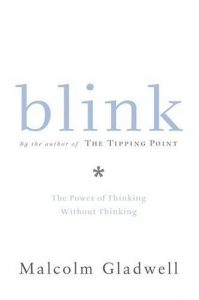 blink
By the author of THE TIPPING POINT
*
The Power of Thinking
Without Thinking
Malcolm Gladwell